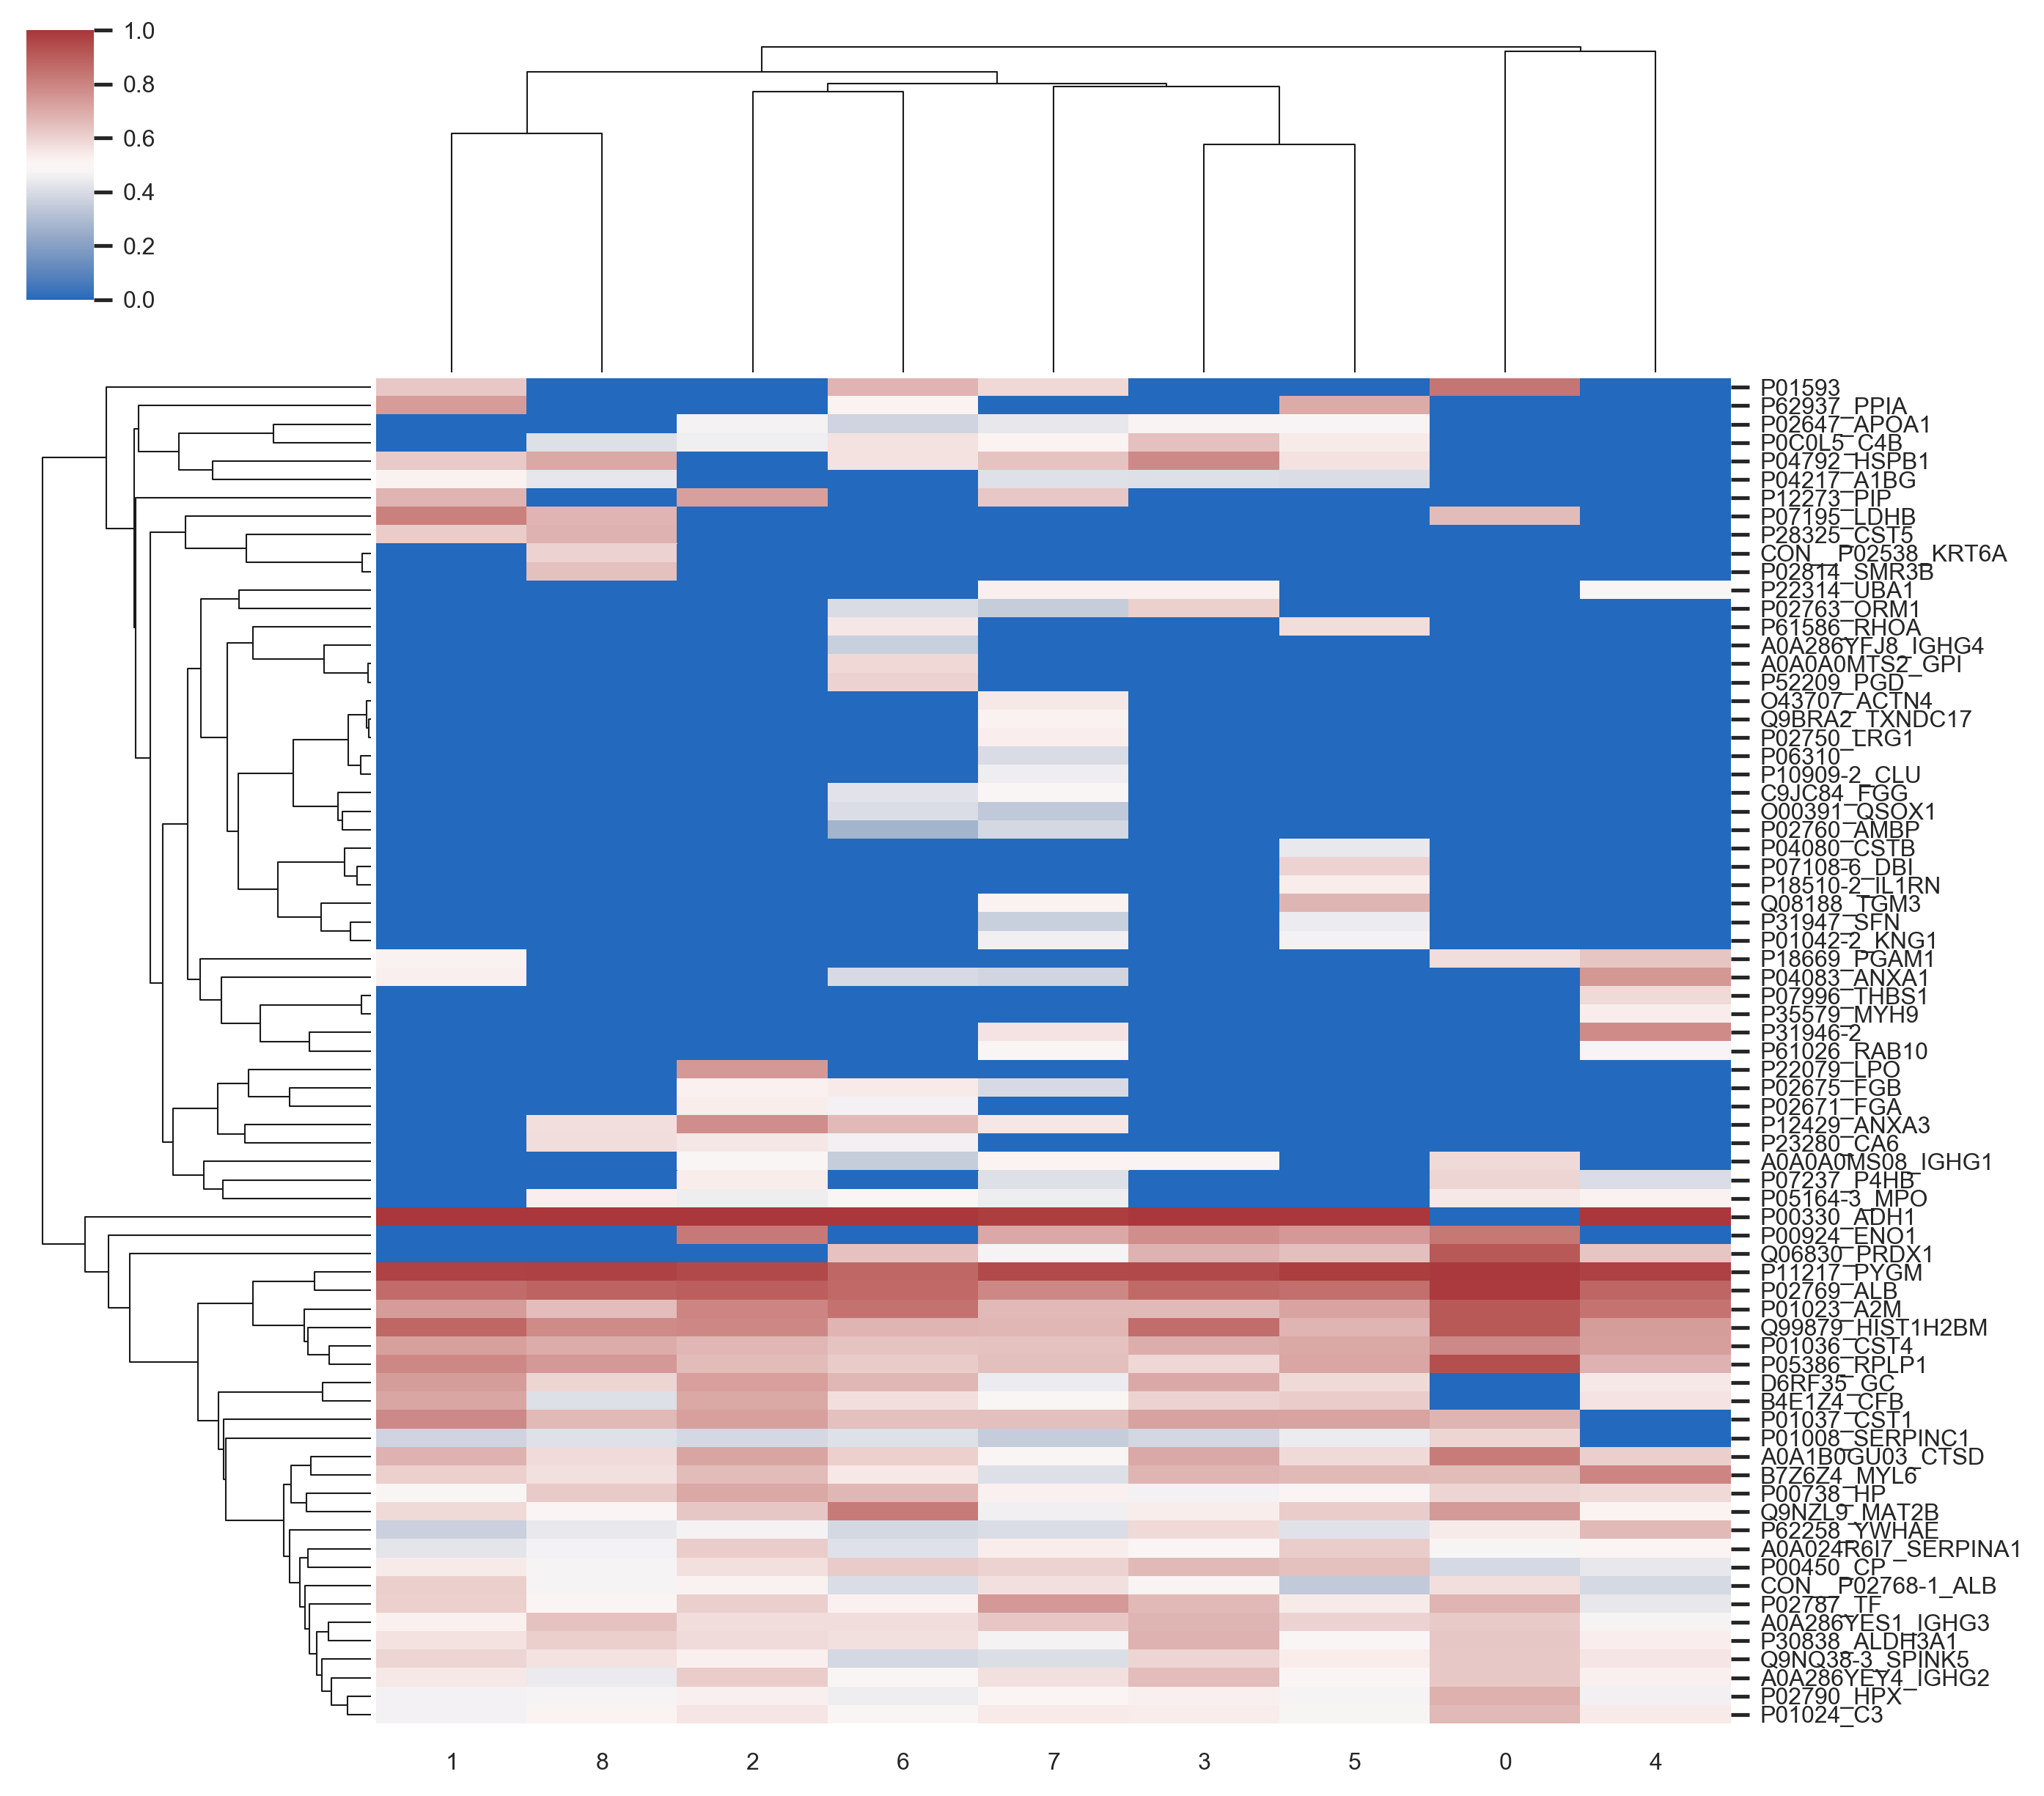 1.0
0.8
0.6
0.4
0.2
0.0
P01593
P62937_PPIA
P02647_APOA1
P0C0L5_C4B
P04792_HSPB1
P04217_A1BG
P12273_PIP
P07195_LDHB
P28325_CST5
CON__P02538_KRT6A
P02814_SMR3B
P22314_UBA1
P02763_ORM1
P61586_RHOA
A0A286YFJ8_IGHG4
A0A0A0MTS2_GPI
P52209_PGD
O43707_ACTN4
Q9BRA2_TXNDC17
P02750_LRG1
P06310_
P10909-2_CLU
C9JC84_FGG
O00391_QSOX1
P02760_AMBP
P04080_CSTB
P07108-6_DBI
P18510-2_IL1RN
Q08188_TGM3
P31947_SFN
P01042-2_KNG1
P18669_PGAM1
P04083_ANXA1
P07996_THBS1
P35579_MYH9
P31946-2
P61026_RAB10
P22079_LPO
P02675_FGB
P02671_FGA
P12429_ANXA3
P23280_CA6
A0A0A0MS08_IGHG1
P07237_P4HB
P05164-3_MPO
P00330_ADH1
P00924_ENO1
Q06830_PRDX1
P11217_PYGM
P02769_ALB
P01023_A2M
Q99879_HIST1H2BM
P01036_CST4
P05386_RPLP1
D6RF35_GC
B4E1Z4_CFB
P01037_CST1
P01008_SERPINC1
A0A1B0GU03_CTSD
B7Z6Z4_MYL6
P00738_HP
Q9NZL9_MAT2B
P62258_YWHAE
A0A024R6I7_SERPINA1
P00450_CP
CON__P02768-1_ALB
P02787_TF
A0A286YES1_IGHG3
P30838_ALDH3A1
Q9NQ38-3_SPINK5
A0A286YEY4_IGHG2
P02790_HPX
P01024_C3
1 8 2 6 7 3 5 0 4